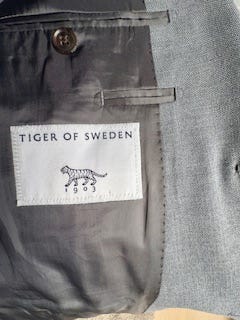 TIGER OF SWEDEN
1903